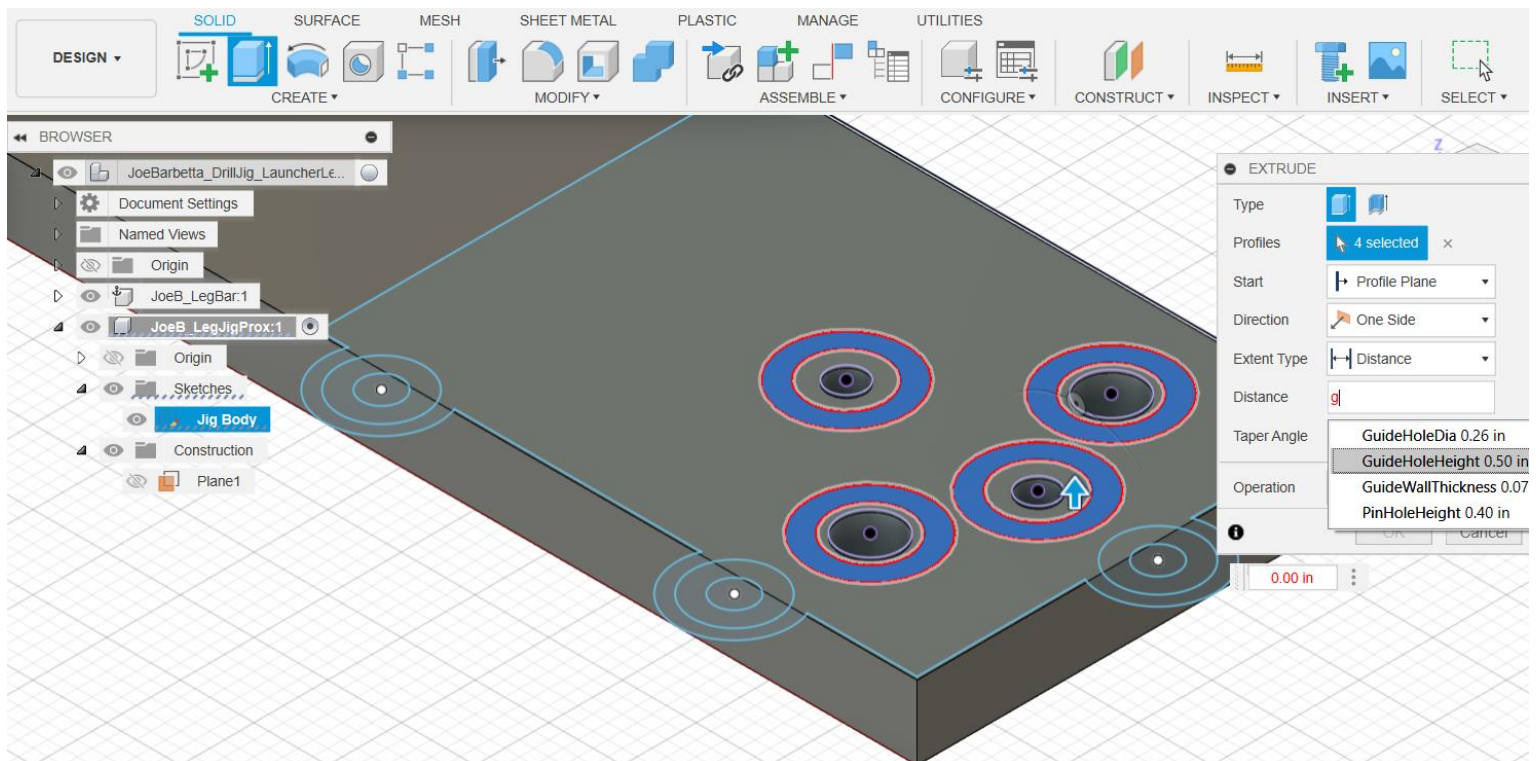 SOLID SURFACE MESH SHEET METAL PLASTIC MANAGE UTILITIES
DESIGN
CREATE MODIFY ASSEMBLE CONFIGURE CONSTRUCT INSPECT INSERT SELECT
BROWSER
JoeBarbetta_DrillJig_LauncherLe...
Document Settings
Named Views
Origin
JoeB_LegBar:1
JoeB_LegJigProx:1
Origin
Sketches
Jig Body
Construction
Plane1
Z
EXTRUDE
Type
Profiles 4 selected
Start Profile Plane
Direction One Side
Extent Type Distance
Distance g
Taper Angle
GuideHoleDia 0.26 in
GuideHoleHeight 0.50 in
Operation
GuideWallThickness 0.07
PinHoleHeight 0.40 in
OK Cancel
0.00 in